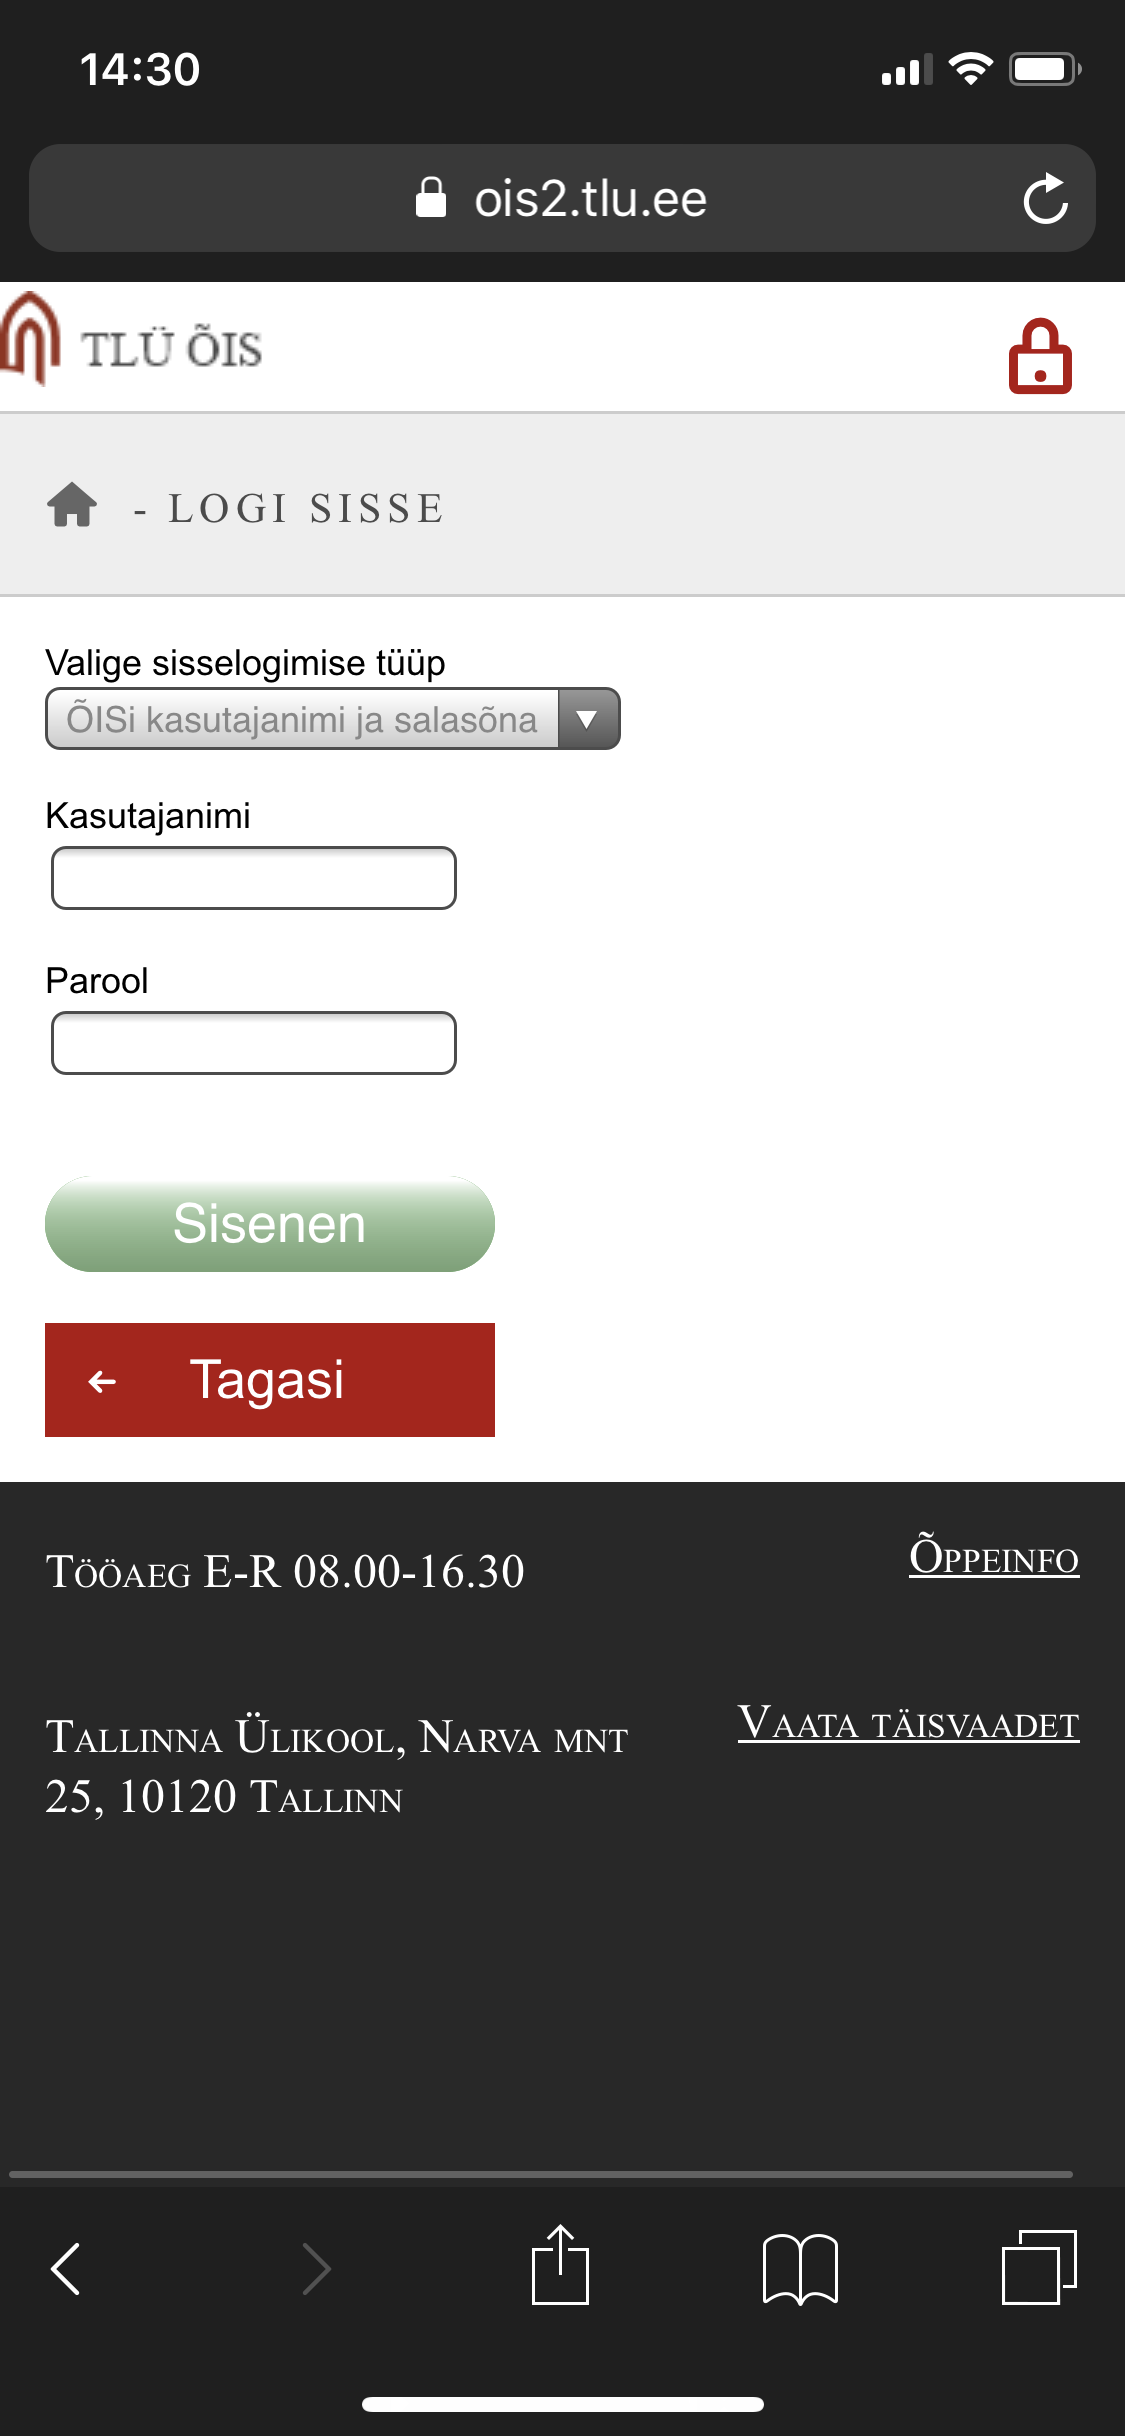 14:30
ois2.tlu.ee
TLÜ ÕIS
- LOGI SISSE
Valige sisselogimise tüüp
ÕISi kasutajanimi ja salasõna
Kasutajanimi
Parool
Sisenen
Tagasi
Tööaeg E-R 08.00-16.30
Õppeinfo
Tallinna Ülikool, Narva mnt
25, 10120 Tallinn
Vaata täisvaadet